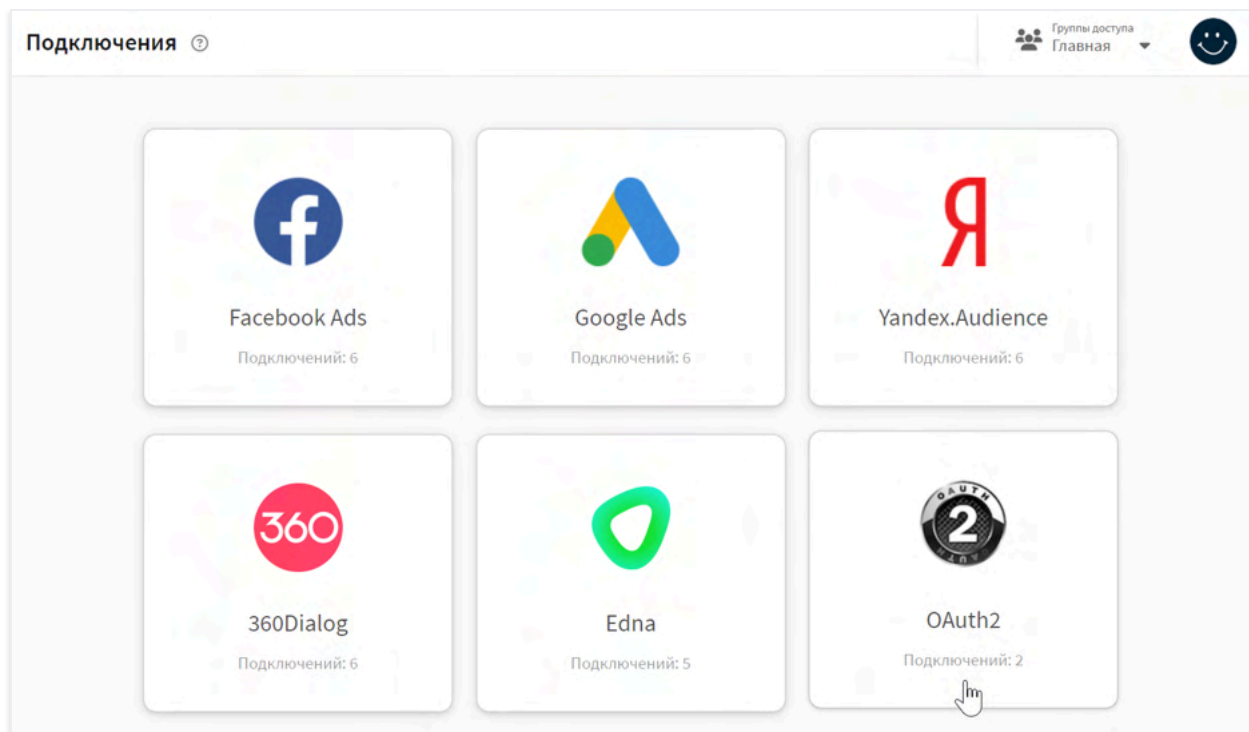 Подключения ?
Группы доступа
Главная
f
Я
Facebook Ads
Google Ads
Yandex.Audience
Подключений: 6
Подключений: 6
Подключений: 6
360
OAUTH
2
OAUTH
360Dialog
Edna
OAuth2
Подключений: 6
Подключений: 5
Подключений: 2